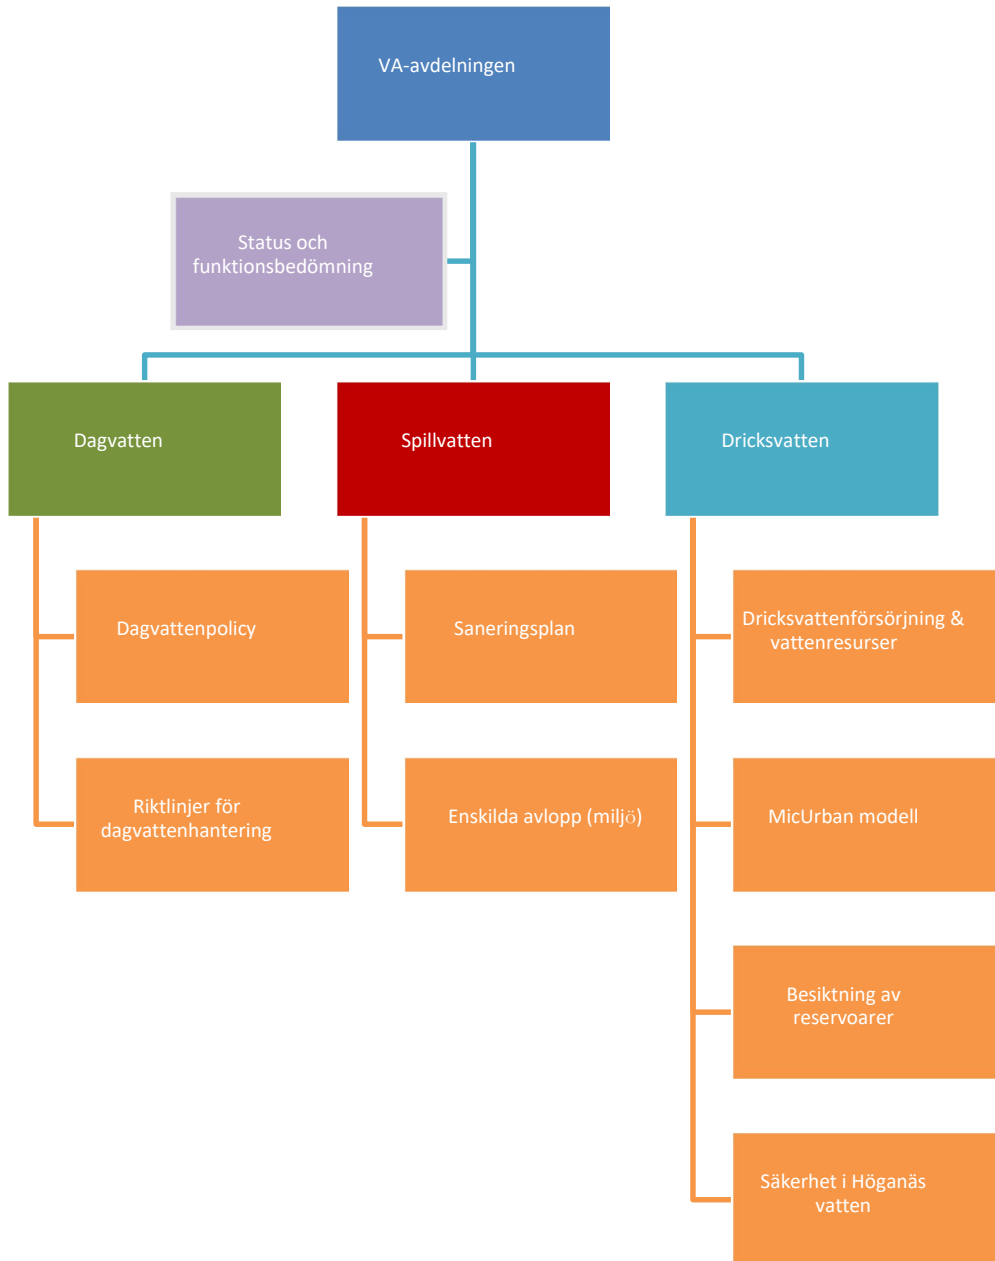 VA-avdelningen
Status och
funktionsbedömning
Dagvatten
Spillvatten
Dricksvatten
Dagvattenpolicy
Saneringsplan
Dricksvattenförsörjning &
vattenresurser
Riktlinjer för
dagvattenhantering
Enskilda avlopp (miljö)
MicUrban modell
Besiktning av
reservoarer
Säkerhet i Höganäs
vatten